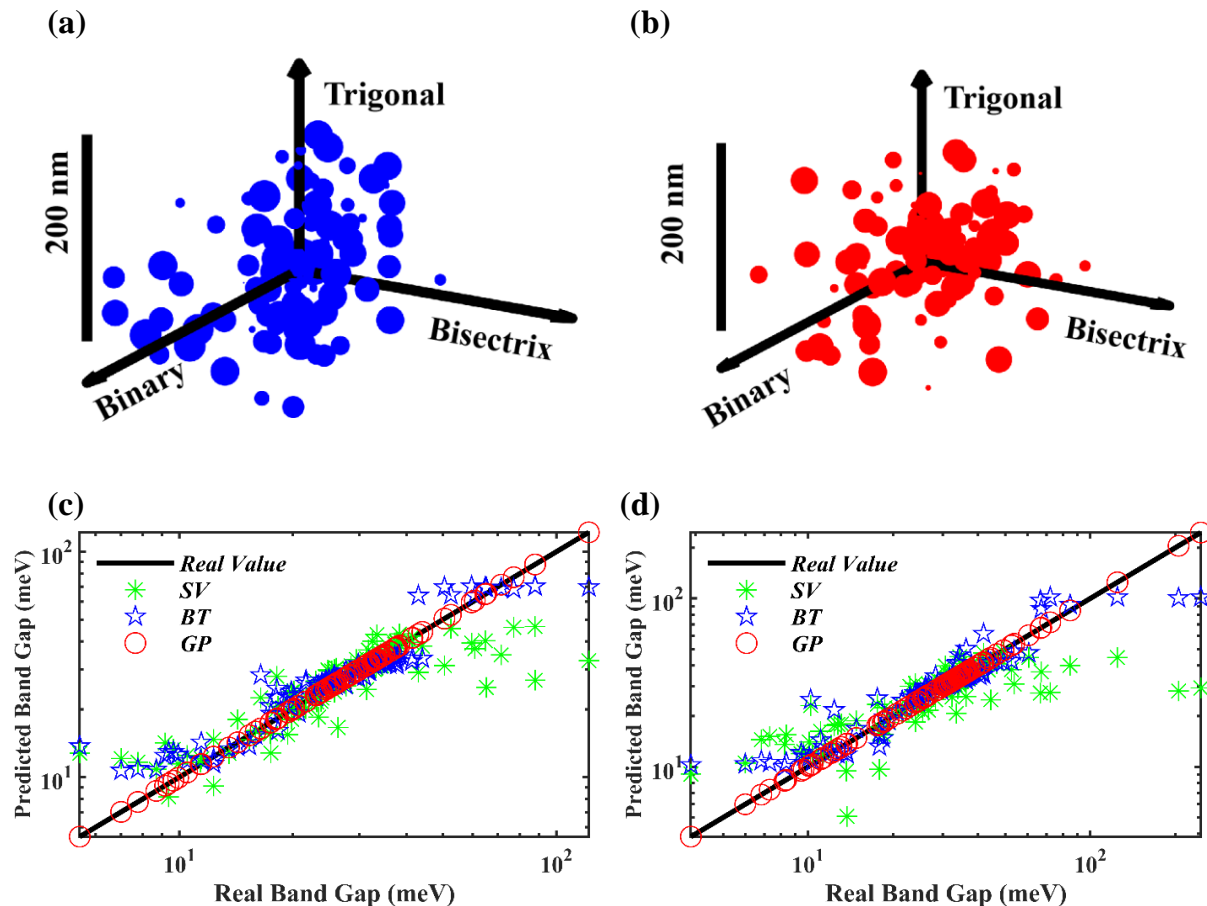 (a)
(b)
Trigonal
Trigonal
200 nm
200 nm
Bisectrix
Bisectrix
Binary
Binary
(c)
(d)
Predicted Band Gap (meV)
10²
10¹
Real Value
SV
BT
GP
10¹
10²
Real Band Gap (meV)
Predicted Band Gap (meV)
10²
10¹
Real Value
SV
BT
GP
10¹
10²
Real Band Gap (meV)